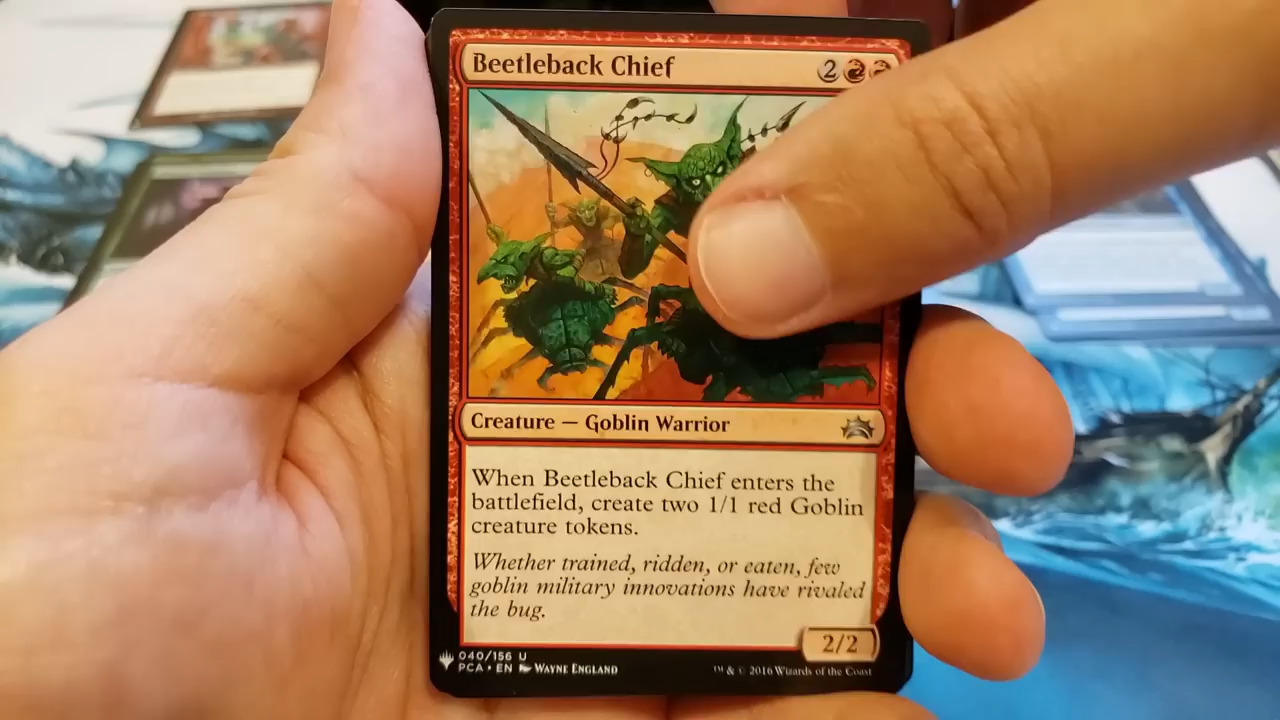 Beetleback Chief 2
Creature — Goblin Warrior
When Beetleback Chief enters the
battlefield, create two 1/1 red Goblin
creature tokens.
Whether trained, ridden, or eaten, few
goblin military innovations have rivaled
the bug.
2/2
040/156 U
PCA • EN Wayne England
™ & © 2016 Wizards of the Coast